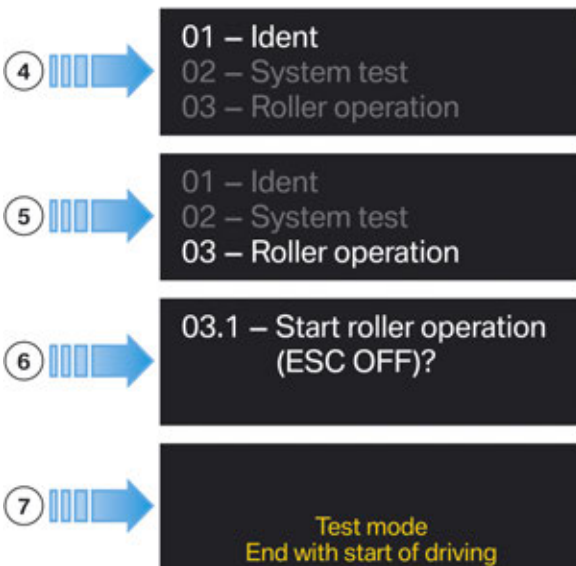 4
01 – Ident
02 – System test
03 – Roller operation
5
01 – Ident
02 – System test
03 – Roller operation
6
03.1 – Start roller operation
(ESC OFF)?
7
Test mode
End with start of driving